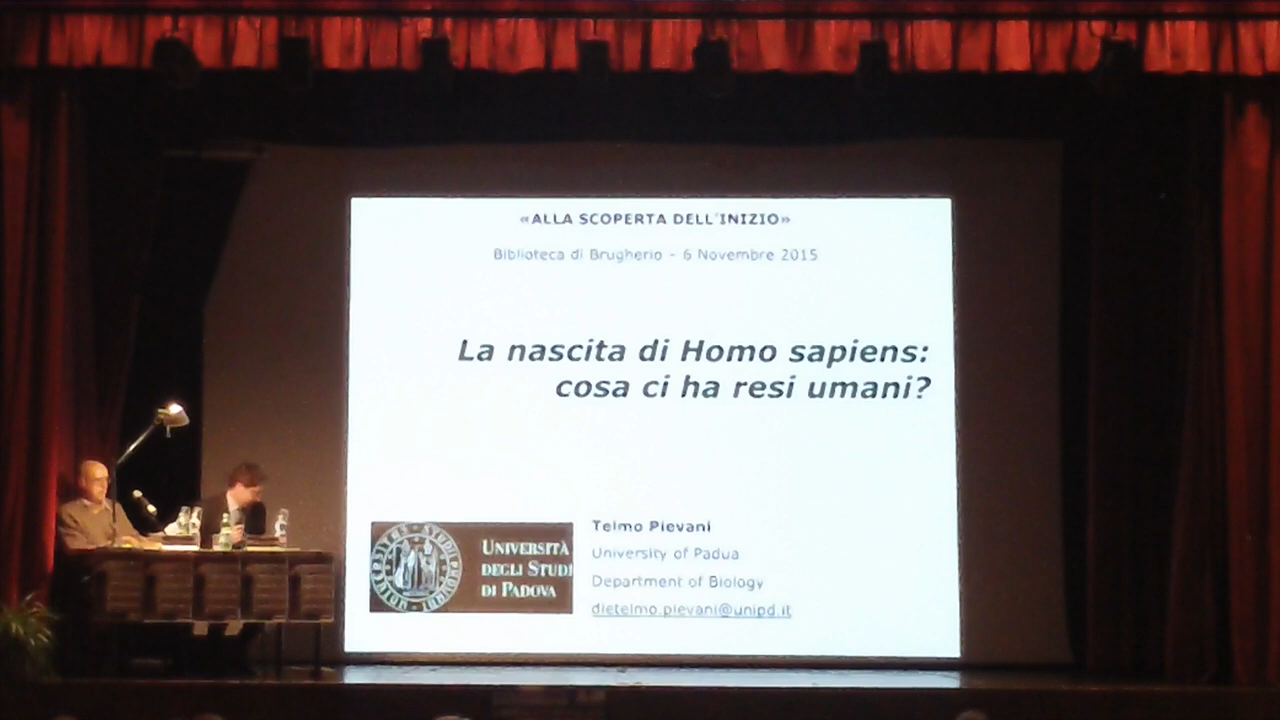 «ALLA SCOPERTA DELL'INIZIO»
Biblioteca di Brugherio - 6 Novembre 2015
La nascita di Homo sapiens:
cosa ci ha resi umani?
UNIVERSITÀ
DEGLI STUDI
DI PADOVA
Telmo Pievani
University of Padua
Department of Biology
dietelmo.pievani@unipd.it